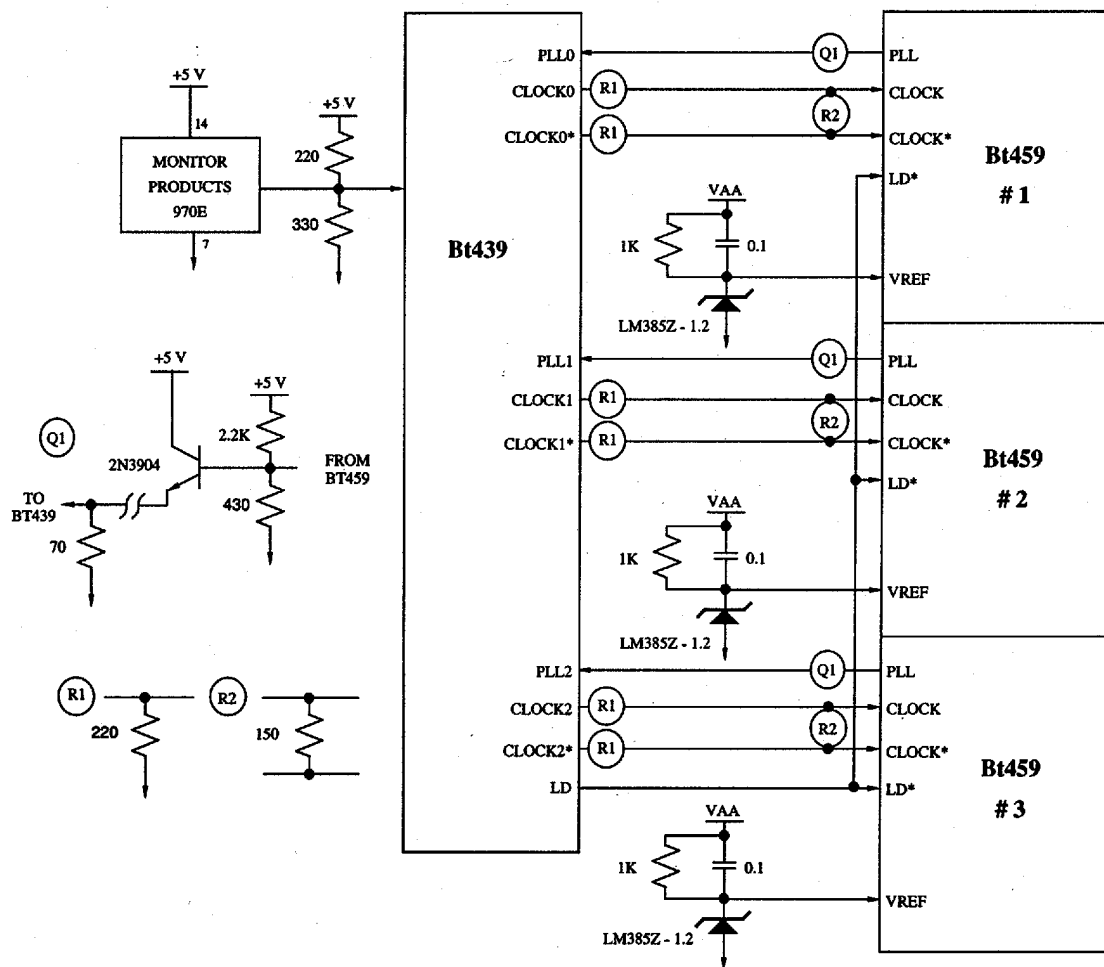 +5 V
14
MONITOR
PRODUCTS
970E
7
+5 V
220
330
Bt439
PLL0
CLOCK0
CLOCK0*
PLL1
CLOCK1
CLOCK1*
PLL2
CLOCK2
CLOCK2*
LD
Q1
R1
R1
R2
VAA
1K
0.1
LM385Z - 1.2
PLL
CLOCK
CLOCK*
LD*
VREF
Bt459
# 1
Q1
R1
R1
R2
VAA
1K
0.1
LM385Z - 1.2
PLL
CLOCK
CLOCK*
LD*
VREF
Bt459
# 2
Q1
R1
R1
R2
VAA
1K
0.1
LM385Z - 1.2
PLL
CLOCK
CLOCK*
LD*
VREF
Bt459
# 3
Q1
+5 V
+5 V
2.2K
2N3904
FROM
BT459
TO
BT439
430
70
R1
220
R2
150